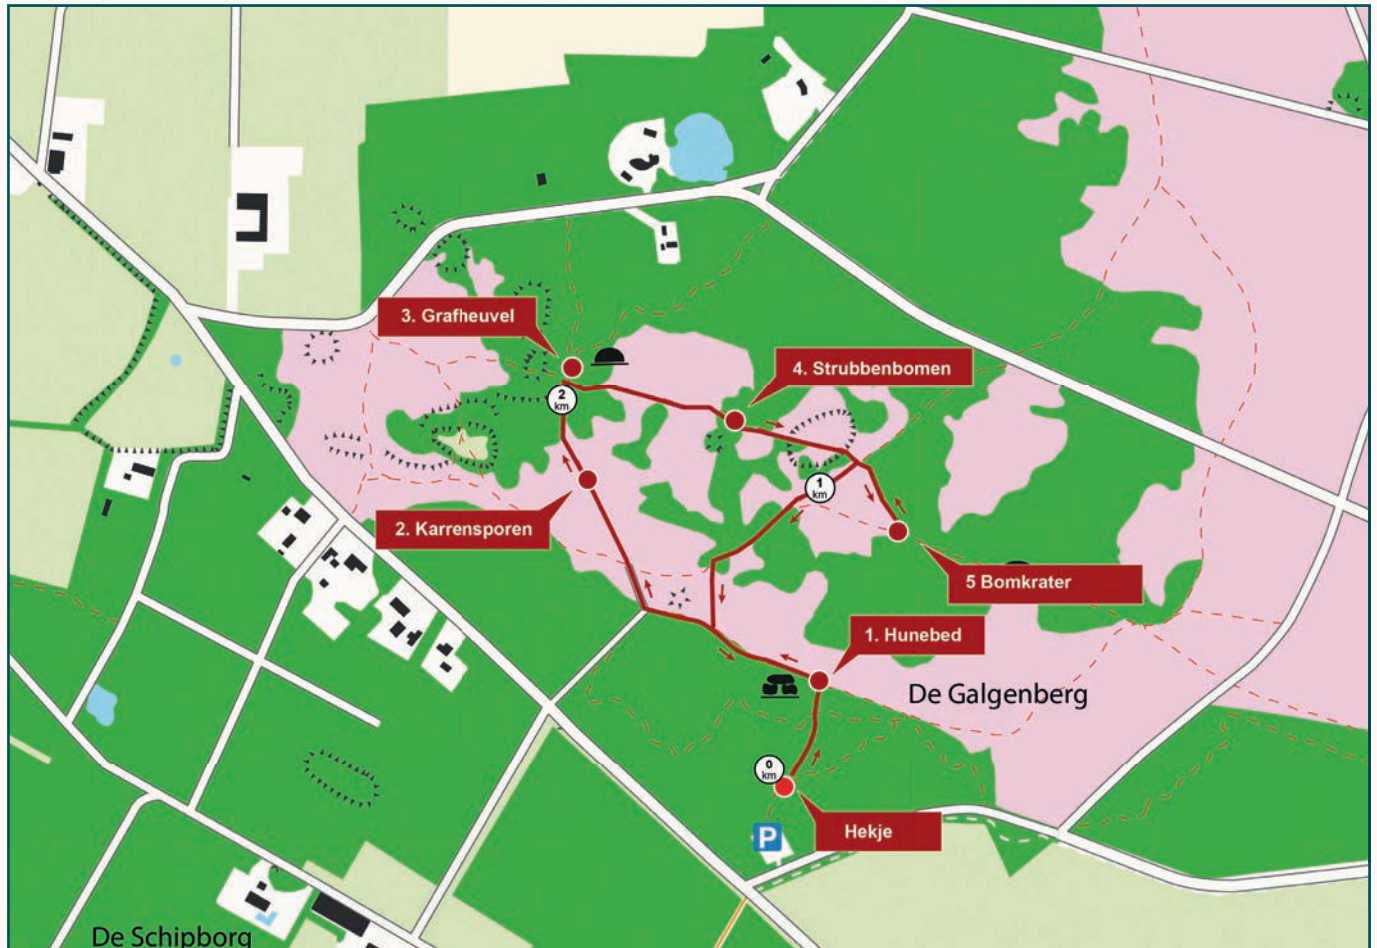 3. Grafheuvel
4. Strubbenbomen
2
km
1
km
2. Karrensporen
5 Bomkrater
1. Hunebed
De Galgenberg
0
km
P
Hekje
De Schipborg